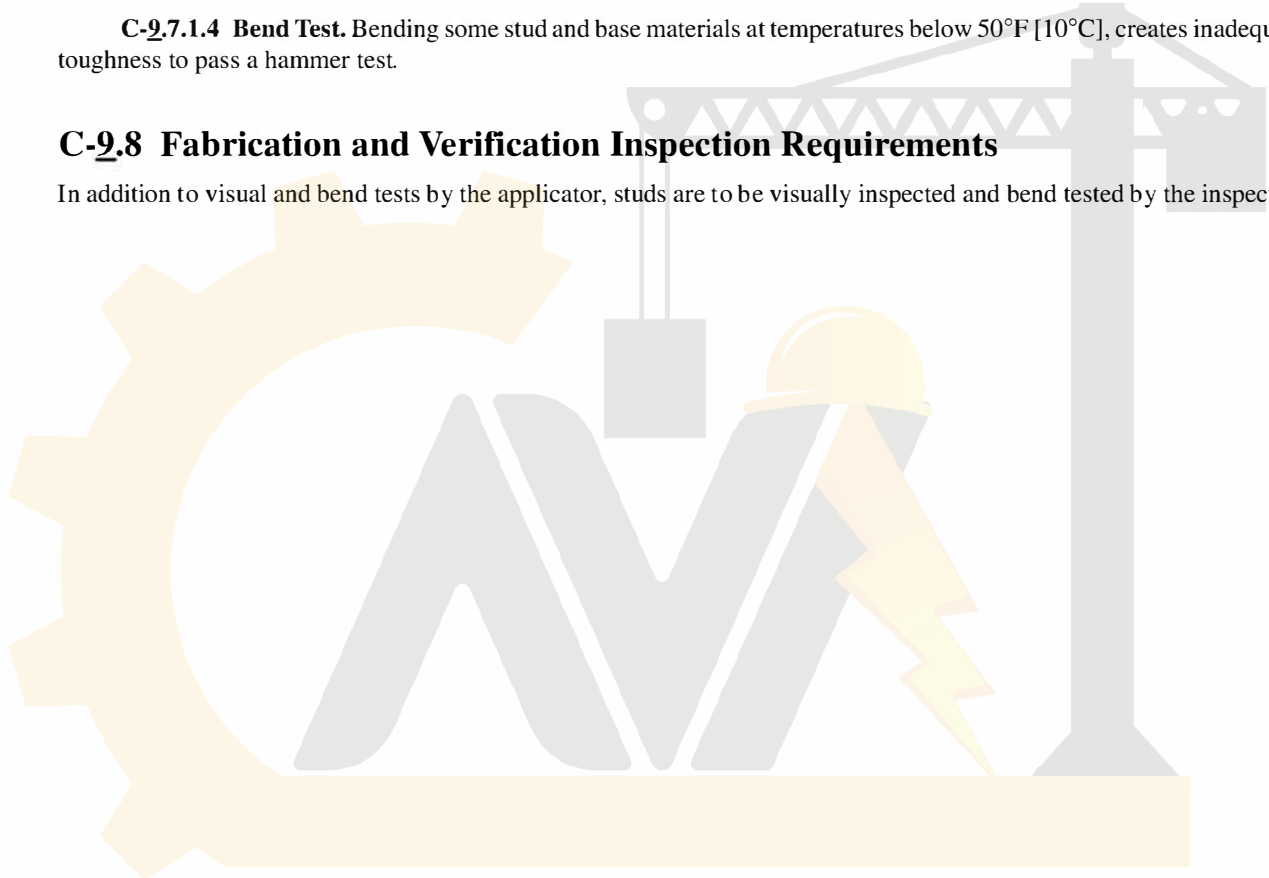 C-9.7.1.4 Bend Test. Bending some stud and base materials at temperatures below 50°F [10°C], creates
toughness to pass a hammer test.
C-9.8 Fabrication and Verification Inspection Requirements
In addition to visual and bend tests by the applicator, studs are to be visually inspected and bend tested by the